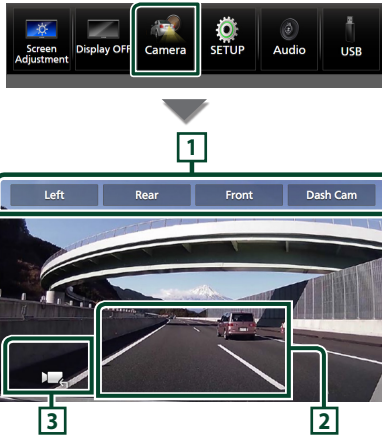 Screen
Adjustment
Display OFF
Camera
SETUP
Audio
USB
1
Left
Rear
Front
Dash Cam
3
2